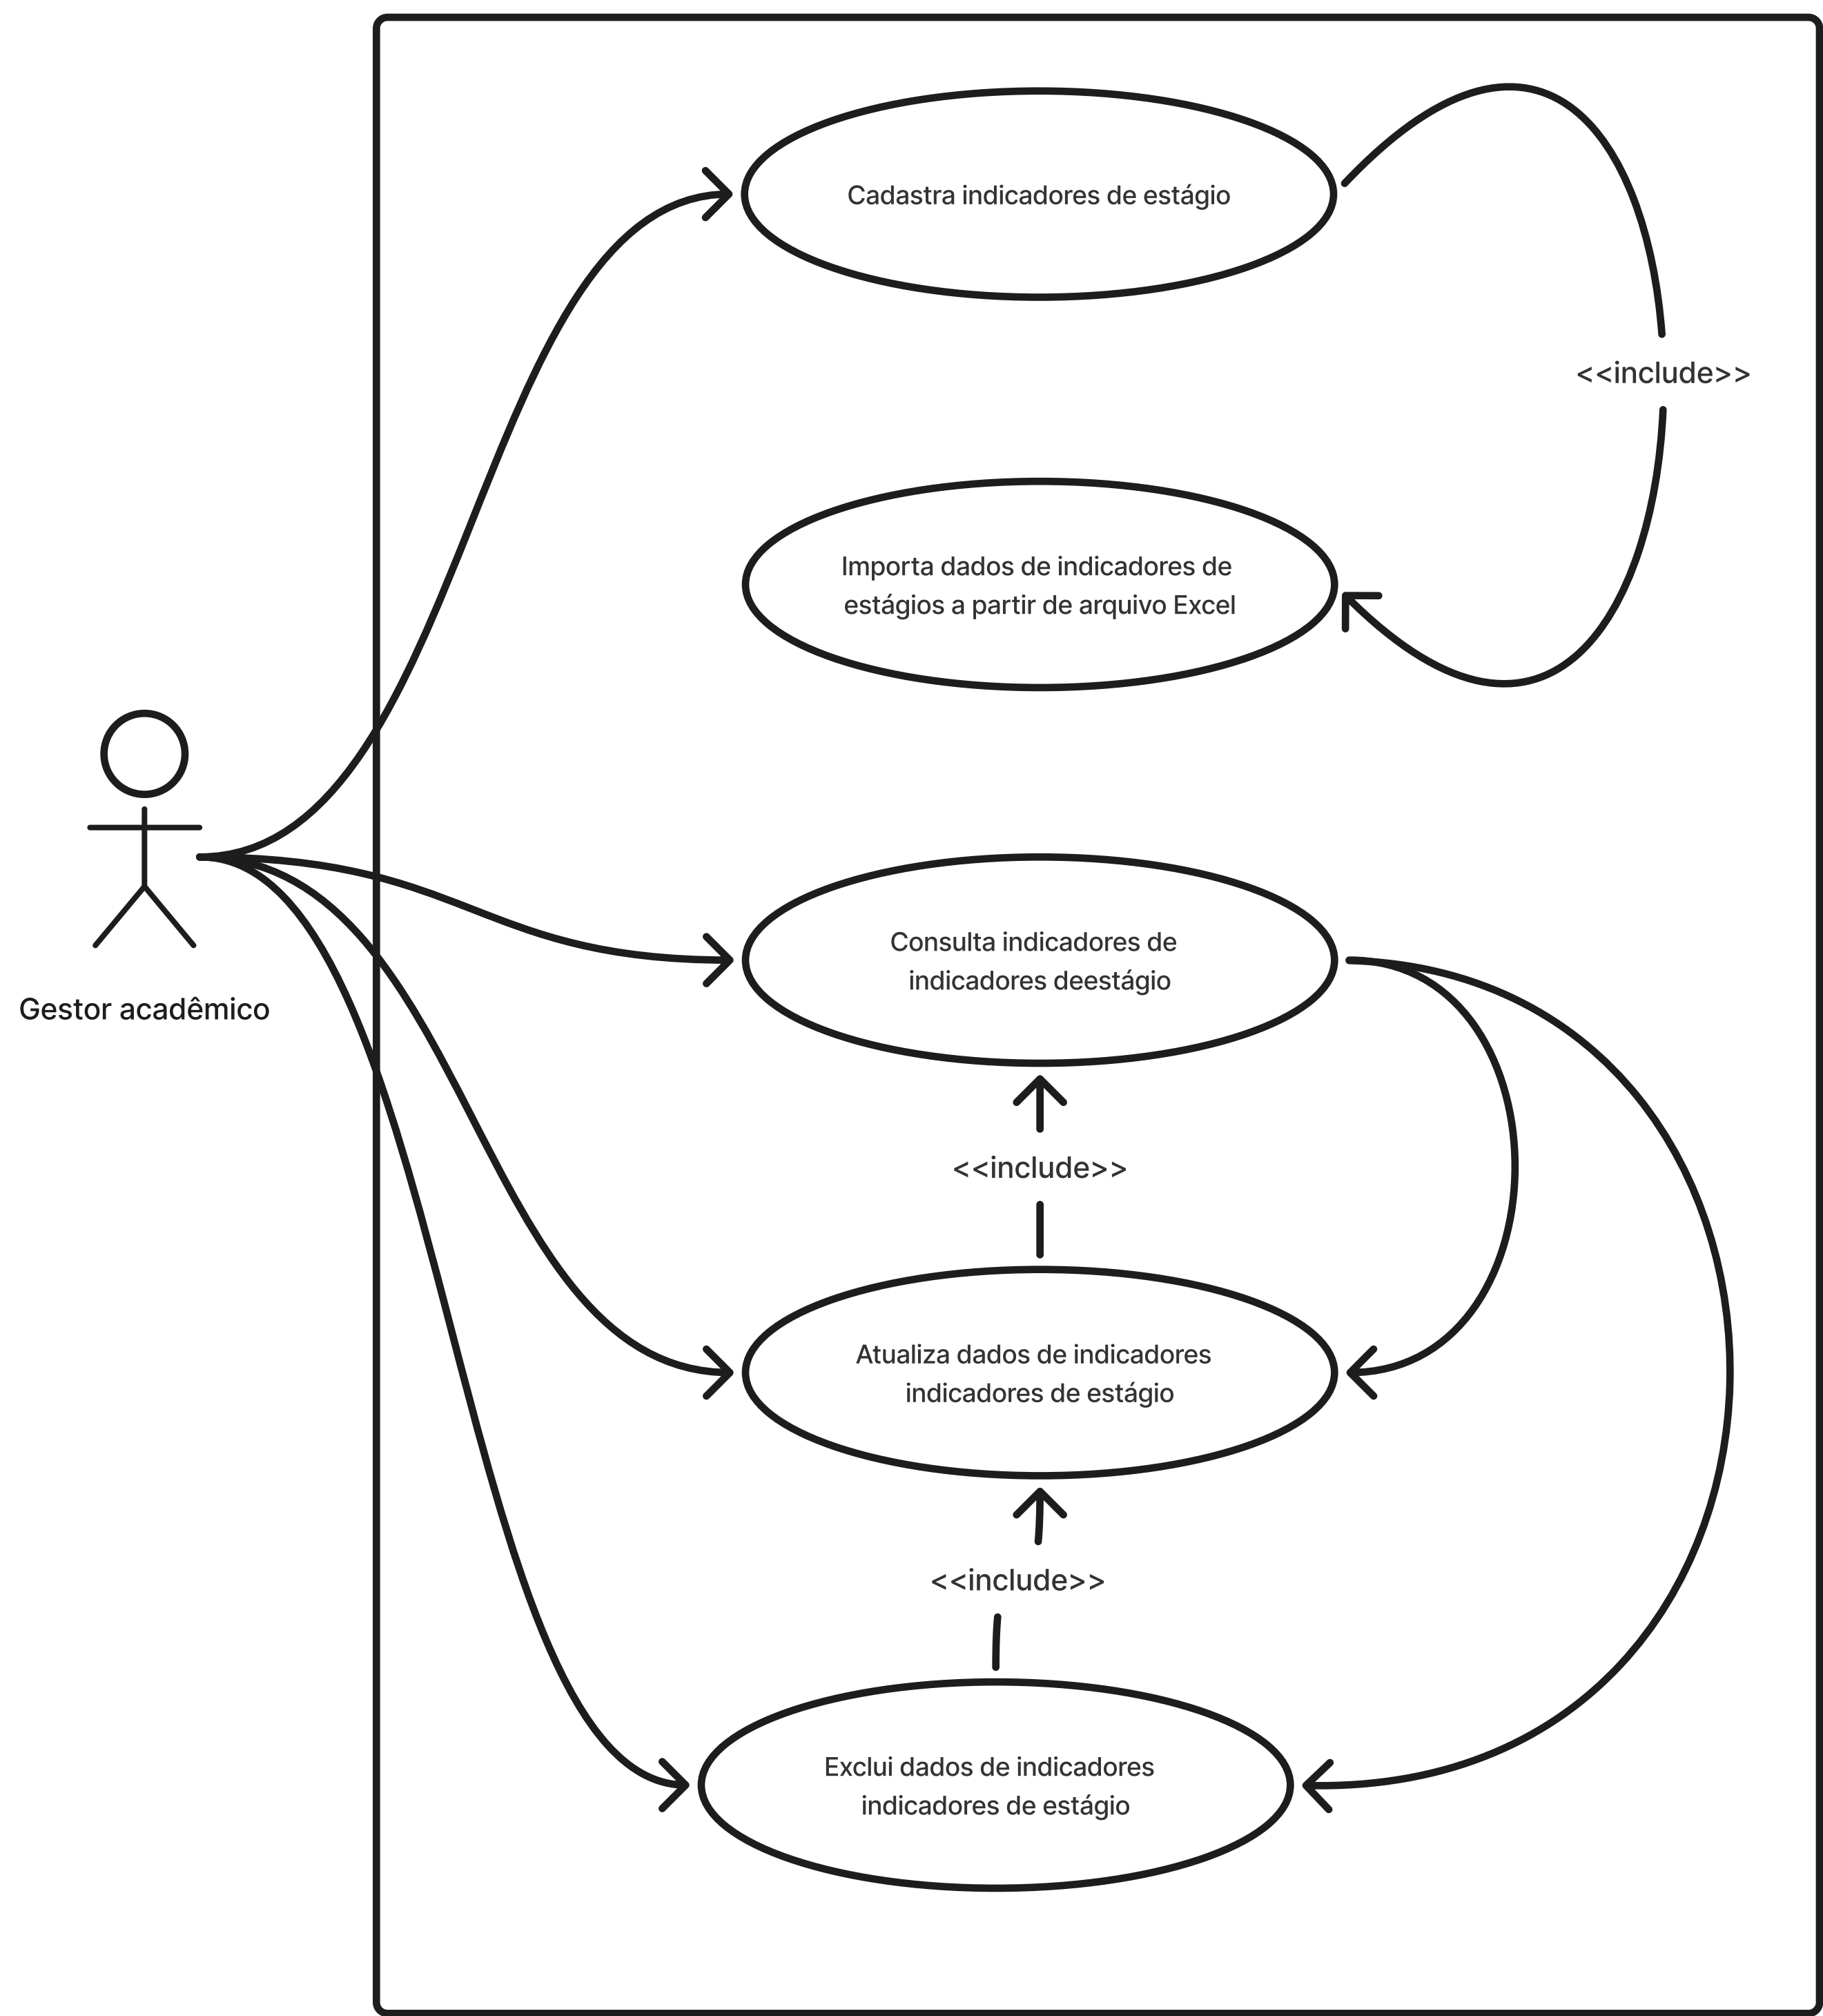 Cadastra indicadores de estágio
<<include>>
Importa dados de indicadores de
estágios a partir de arquivo Excel
Gestor acadêmico
Consulta indicadores de
indicadores deestágio
<<include>>
Atualiza dados de indicadores
indicadores de estágio
<<include>>
Exclui dados de indicadores
indicadores de estágio